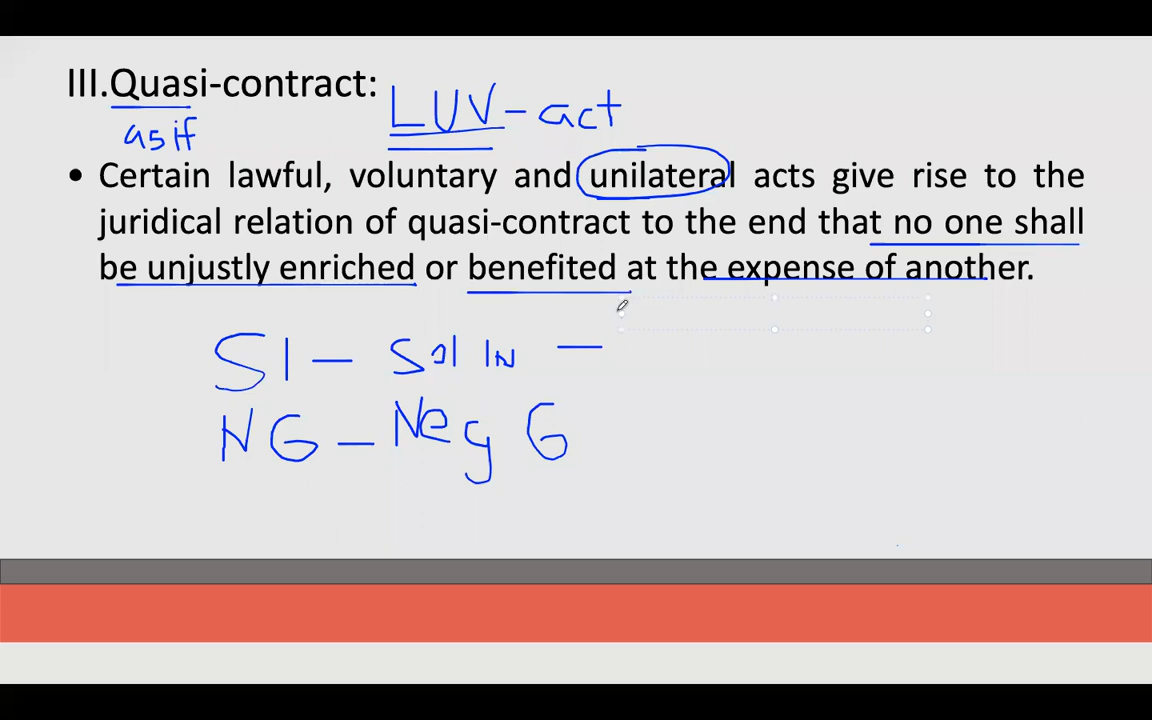 III.Quasi-contract:
LUV - act
as if
• Certain lawful, voluntary and unilateral acts give rise to the
juridical relation of quasi-contract to the end that no one shall
be unjustly enriched or benefited at the expense of another.
SI - Sol IN -
NG - Neg G